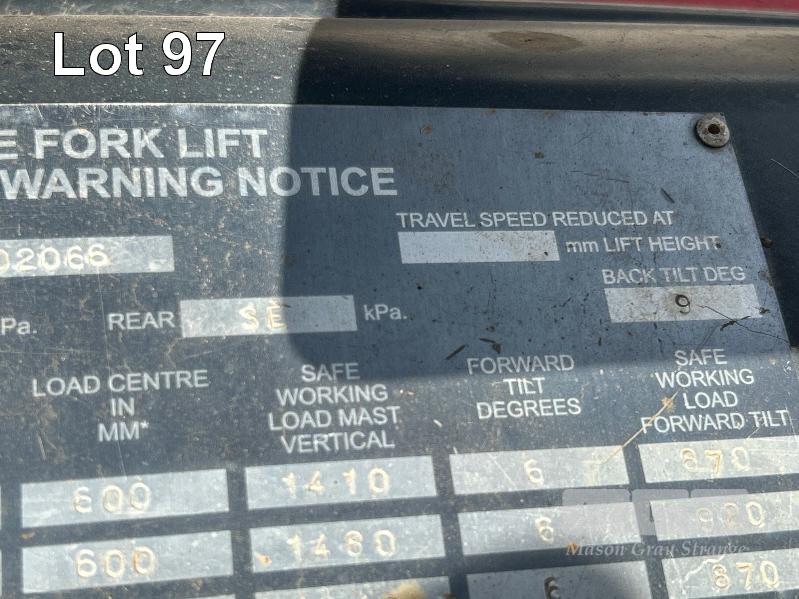 Lot 97
E FORK LIFT
WARNING NOTICE
TRAVEL SPEED REDUCED AT
mm LIFT HEIGHT
02066
BACK TILT DEG
9
Pa.
REAR
SE
kPa.
LOAD CENTRE
IN
MM*
SAFE
WORKING
LOAD MAST
VERTICAL
FORWARD
TILT
DEGREES
SAFE
WORKING
LOAD
FORWARD TILT
600 1410 6 870
600 1480 6 920
6 870
Mason Gray Strange